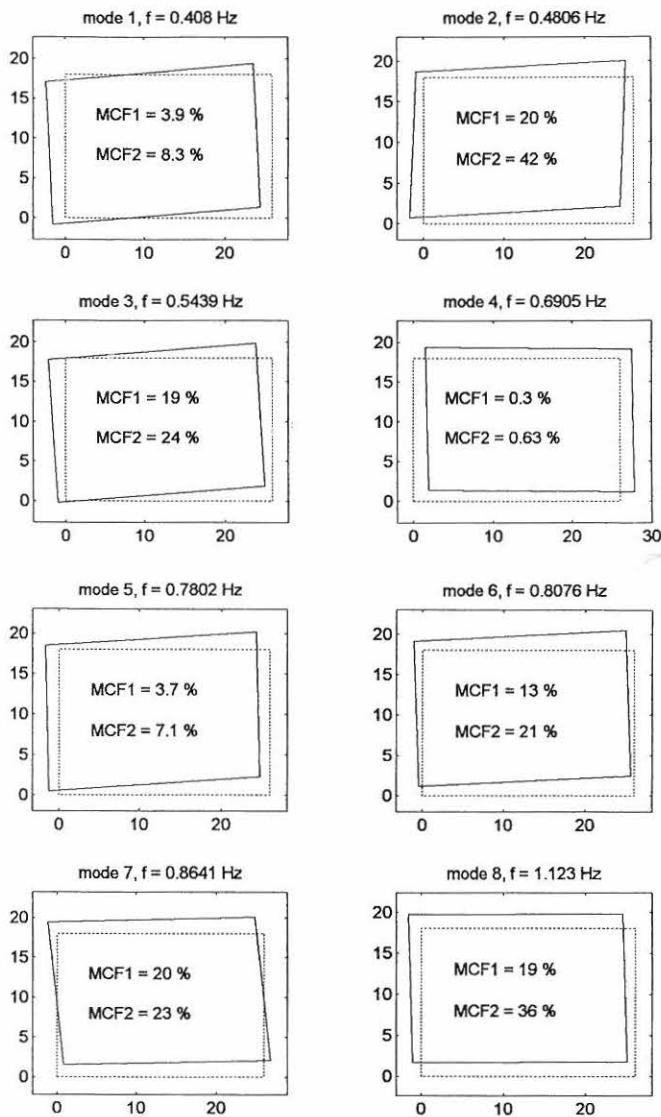 mode 1, f = 0.408 Hz
20
15
10
5
0
MCF1 = 3.9 %
MCF2 = 8.3 %
0 10 20
mode 2, f = 0.4806 Hz
20
15
10
5
0
MCF1 = 20 %
MCF2 = 42 %
0 10 20
mode 3, f = 0.5439 Hz
20
15
10
5
0
MCF1 = 19 %
MCF2 = 24 %
0 10 20
mode 4, f = 0.6905 Hz
20
15
10
5
0
MCF1 = 0.3 %
MCF2 = 0.63 %
0 10 20 30
mode 5, f = 0.7802 Hz
20
15
10
5
0
MCF1 = 3.7 %
MCF2 = 7.1 %
0 10 20
mode 6, f = 0.8076 Hz
20
15
10
5
0
MCF1 = 13 %
MCF2 = 21 %
0 10 20
mode 7, f = 0.8641 Hz
20
15
10
5
0
MCF1 = 20 %
MCF2 = 23 %
0 10 20
mode 8, f = 1.123 Hz
20
15
10
5
0
MCF1 = 19 %
MCF2 = 36 %
0 10 20